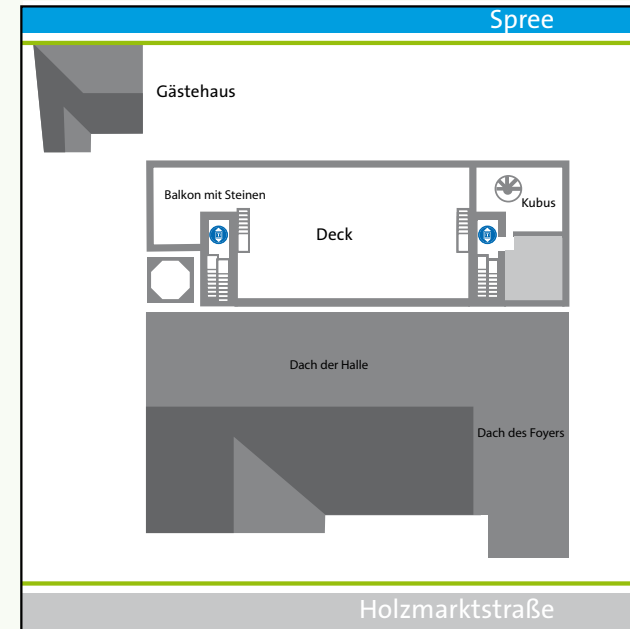 Spree
Gästehaus
Balkon mit Steinen
Kubus
Deck
Dach der Halle
Dach des Foyers
Holzmarktstraße